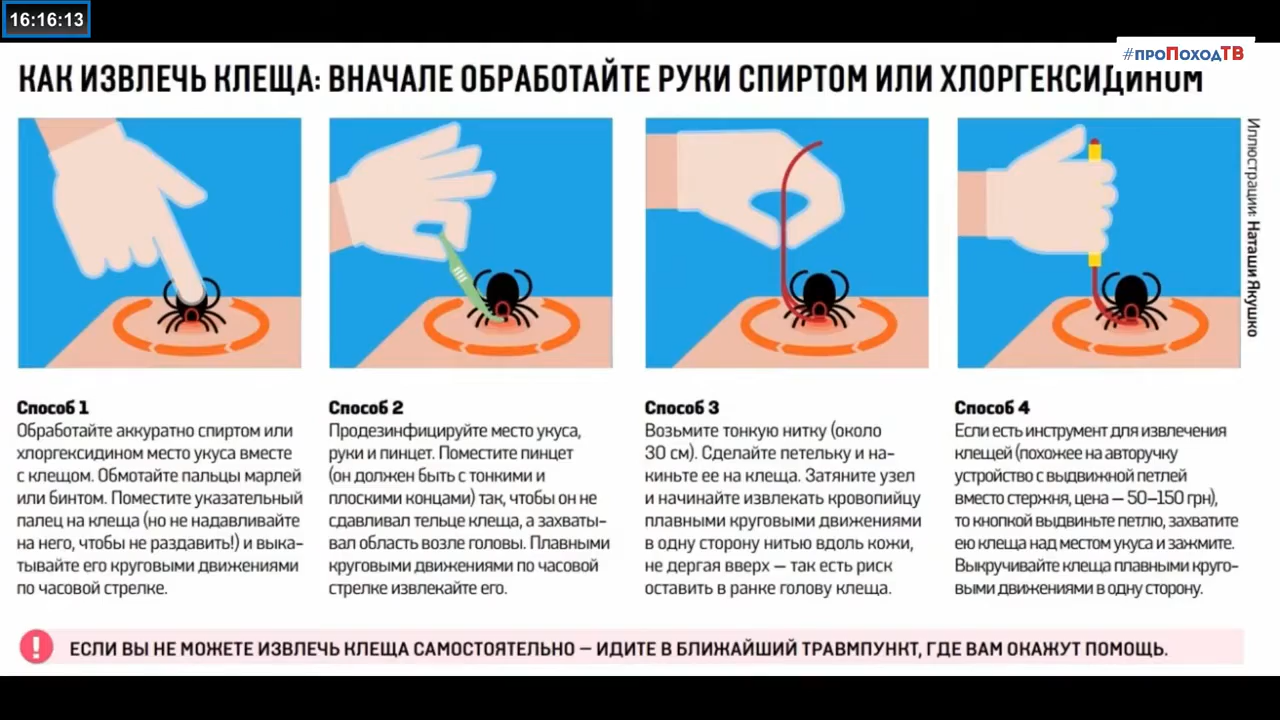 16:16:13
#проПоходТВ
КАК ИЗВЛЕЧЬ КЛЕЩА: ВНАЧАЛЕ ОБРАБОТАЙТЕ РУКИ СПИРТОМ ИЛИ ХЛОРГЕКСИДИНОМ
Иллюстрации: Наташи Якушко
Способ 1
Обработайте аккуратно спиртом или
хлоргексидином место укуса вместе
с клещом. Обмотайте пальцы марлей
или бинтом. Поместите указательный
палец на клеща (но не надавливайте
на него, чтобы не раздавить!) и выка-
тывайте его круговыми движениями
по часовой стрелке.
Способ 2
Продезинфицируйте место укуса,
руки и пинцет. Поместите пинцет
(он должен быть с тонкими и
плоскими концами) так, чтобы он не
сдавливал тельце клеща, а захваты-
вал область возле головы. Плавными
круговыми движениями по часовой
стрелке извлекайте его.
Способ 3
Возьмите тонкую нитку (около
30 см). Сделайте петельку и на-
киньте ее на клеща. Затяните узел
и начинайте извлекать кровопийцу
плавными круговыми движениями
в одну сторону нитью вдоль кожи,
не дергая вверх – так есть риск
оставить в ранке голову клеща.
Способ 4
Если есть инструмент для извлечения
клещей (похожее на авторучку
устройство с выдвижной петлей
вместо стержня, цена – 50–150 грн),
то кнопкой выдвиньте петлю, захватите
ею клеща над местом укуса и зажмите.
Выкручивайте клеща плавными круго-
выми движениями в одну сторону.
! ЕСЛИ ВЫ НЕ МОЖЕТЕ ИЗВЛЕЧЬ КЛЕЩА САМОСТОЯТЕЛЬНО – ИДИТЕ В БЛИЖАЙШИЙ ТРАВМПУНКТ, ГДЕ ВАМ ОКАЖУТ ПОМОЩЬ.